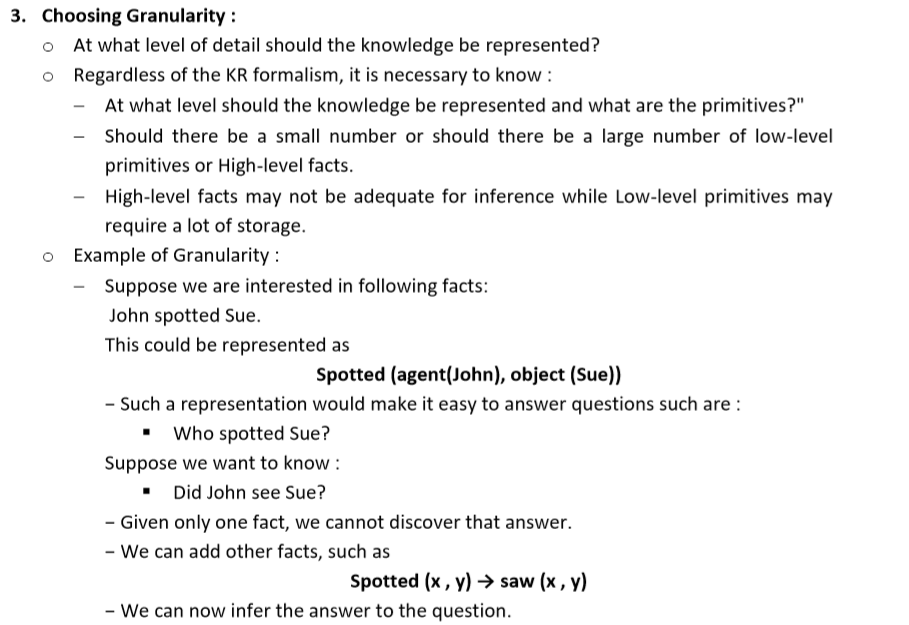 3. Choosing Granularity :
o At what level of detail should the knowledge be represented?
o Regardless of the KR formalism, it is necessary to know :
− At what level should the knowledge be represented and what are the primitives?"
− Should there be a small number or should there be a large number of low-level
primitives or High-level facts.
− High-level facts may not be adequate for inference while Low-level primitives may
require a lot of storage.
o Example of Granularity :
− Suppose we are interested in following facts:
John spotted Sue.
This could be represented as
Spotted (agent(John), object (Sue))
– Such a representation would make it easy to answer questions such are :
▪ Who spotted Sue?
Suppose we want to know :
▪ Did John see Sue?
– Given only one fact, we cannot discover that answer.
– We can add other facts, such as
Spotted (x , y) → saw (x , y)
– We can now infer the answer to the question.